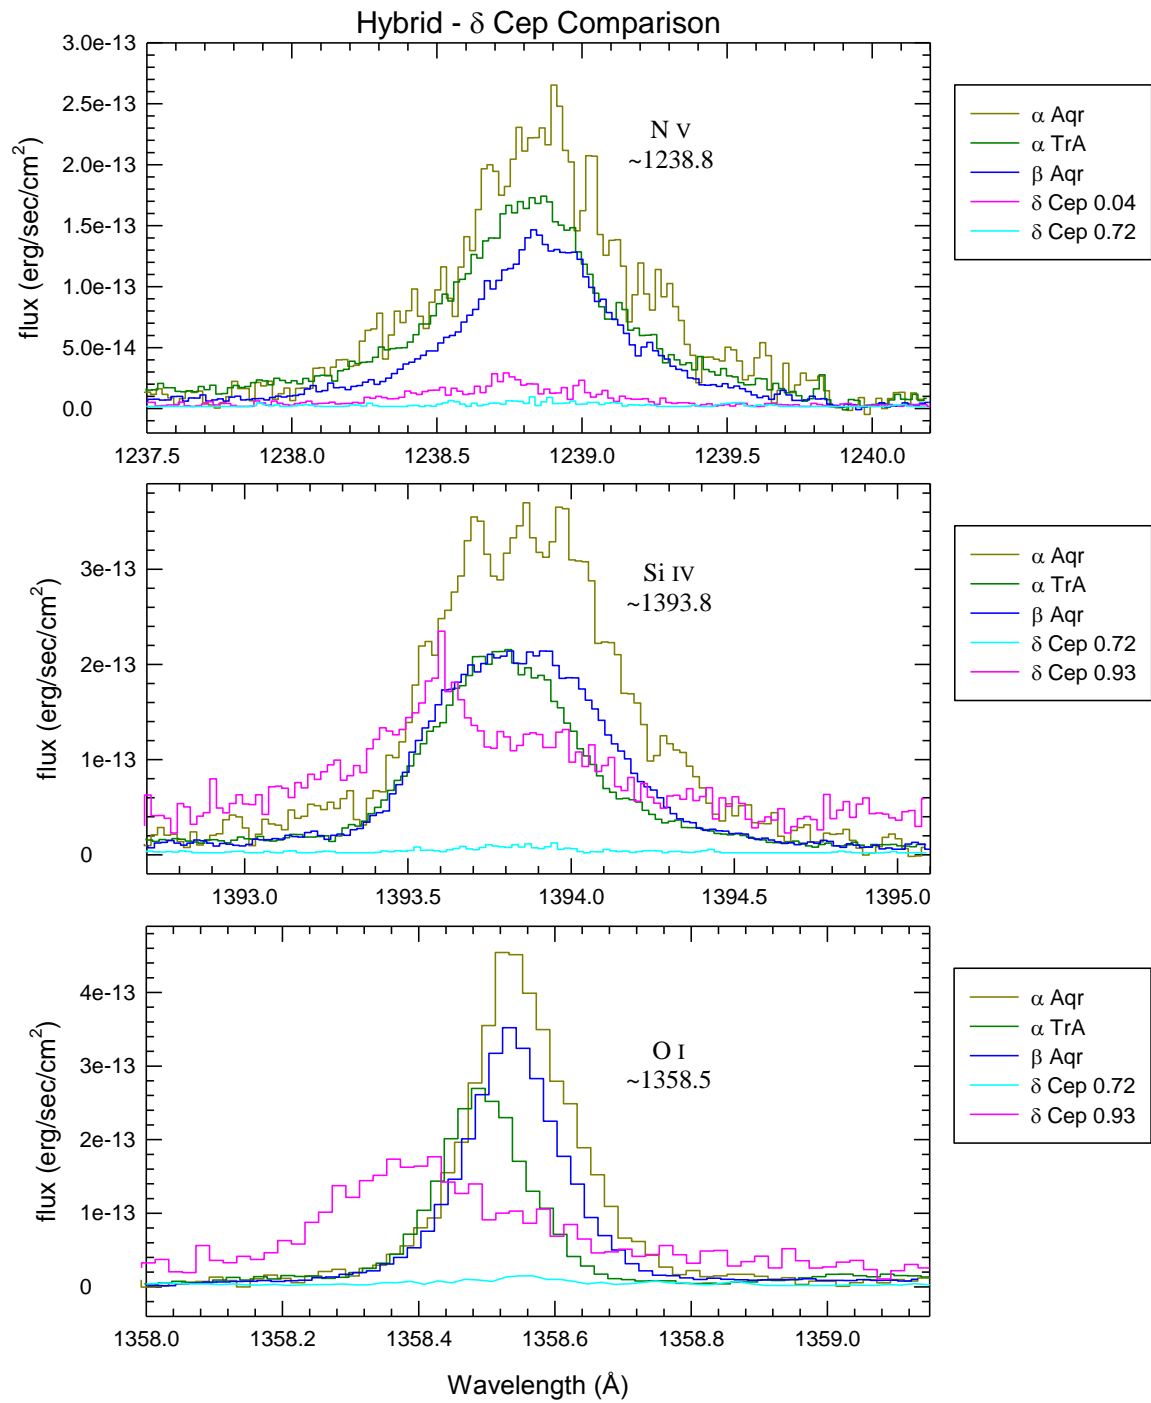 Hybrid - δ Cep Comparison
3.0e-13
2.5e-13
2.0e-13
1.5e-13
1.0e-13
5.0e-14
0.0
flux (erg/sec/cm²)
N V
~1238.8
1237.5 1238.0 1238.5 1239.0 1239.5 1240.0
α Aqr
α TrA
β Aqr
δ Cep 0.04
δ Cep 0.72
3e-13
2e-13
1e-13
0
flux (erg/sec/cm²)
Si IV
~1393.8
1393.0 1393.5 1394.0 1394.5 1395.0
α Aqr
α TrA
β Aqr
δ Cep 0.72
δ Cep 0.93
4e-13
3e-13
2e-13
1e-13
0
flux (erg/sec/cm²)
O I
~1358.5
1358.0 1358.2 1358.4 1358.6 1358.8 1359.0
α Aqr
α TrA
β Aqr
δ Cep 0.72
δ Cep 0.93
Wavelength (Å)